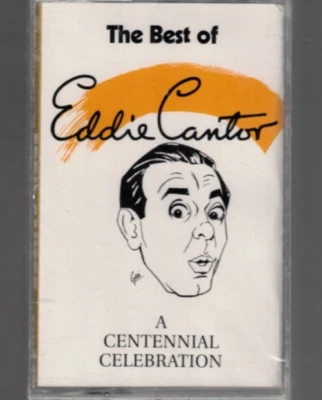 The Best of
Eddie Cantor
A
CENTENNIAL
CELEBRATION